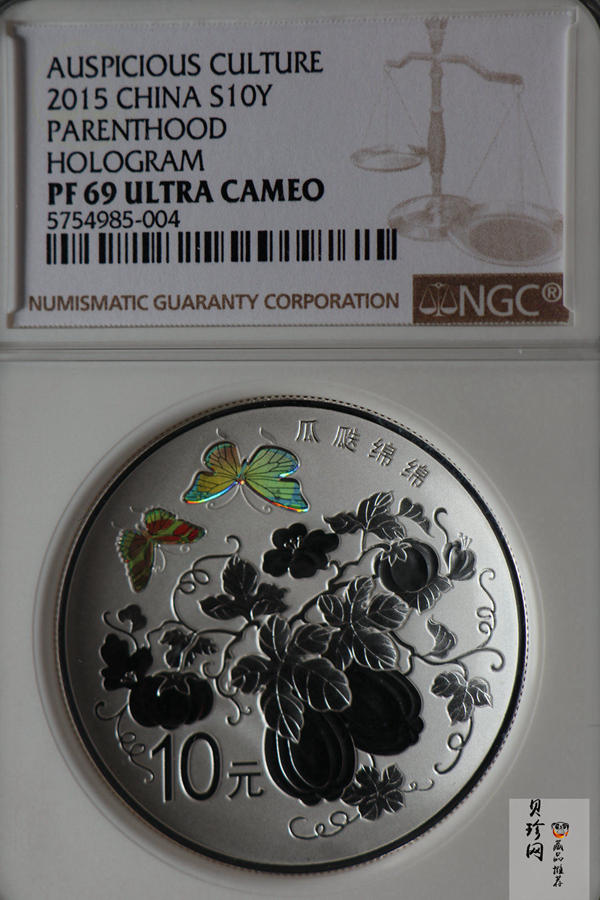 AUSPICIOUS CULTURE
2015 CHINA S10Y
PARENTHOOD
HOLOGRAM
PF 69 ULTRA CAMEO
5754985-004
NUMISMATIC GUARANTY CORPORATION
NGC®
瓜瓞绵绵
10元
贝珍网
藏品推荐